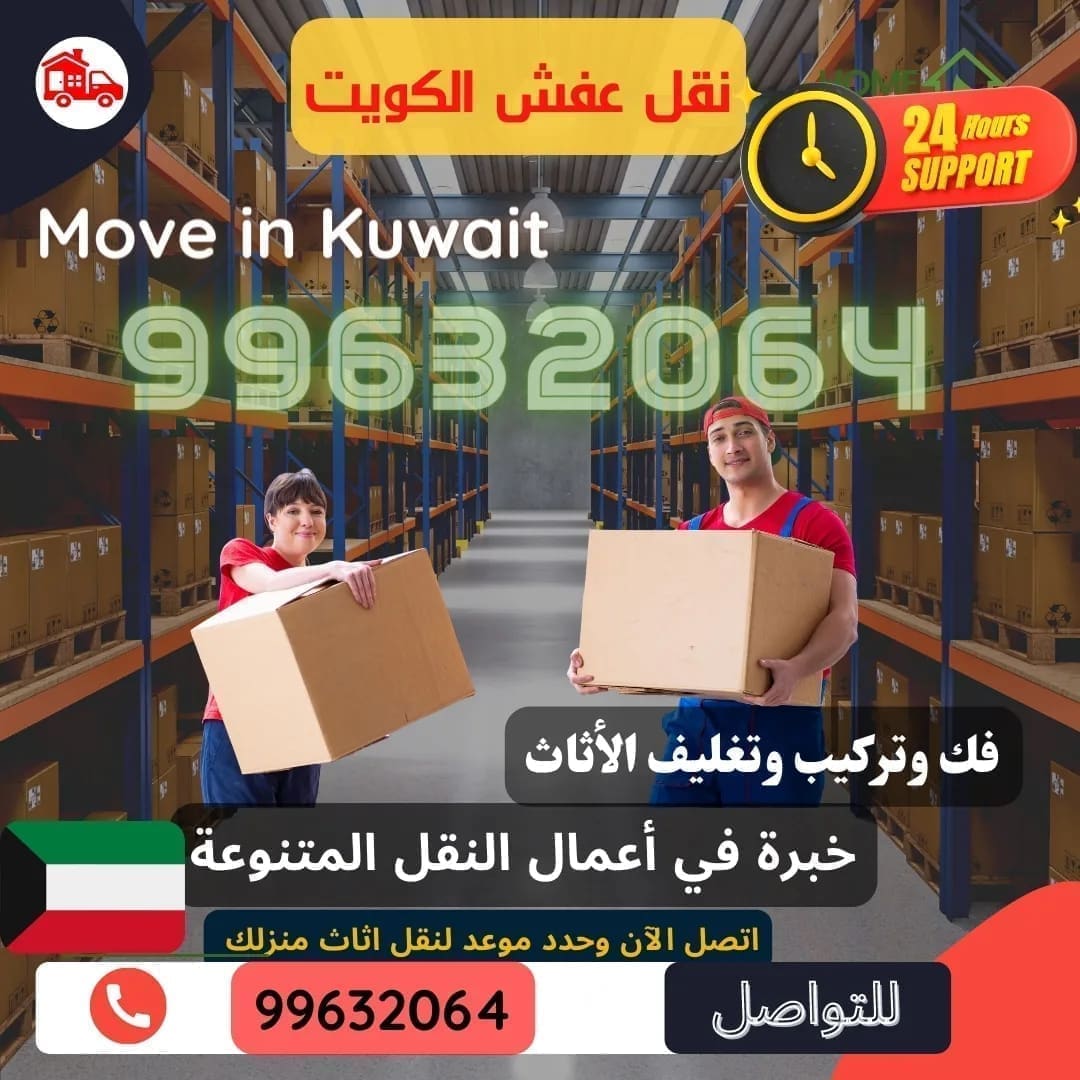 نقل عفش الكويت
HOME
24 Hours
SUPPORT
Move in Kuwait
99632064
فك وتركيب وتغليف الأثاث
خبرة في أعمال النقل المتنوعة
اتصل الآن وحدد موعد لنقل اثاث منزلك
99632064
للتواصل